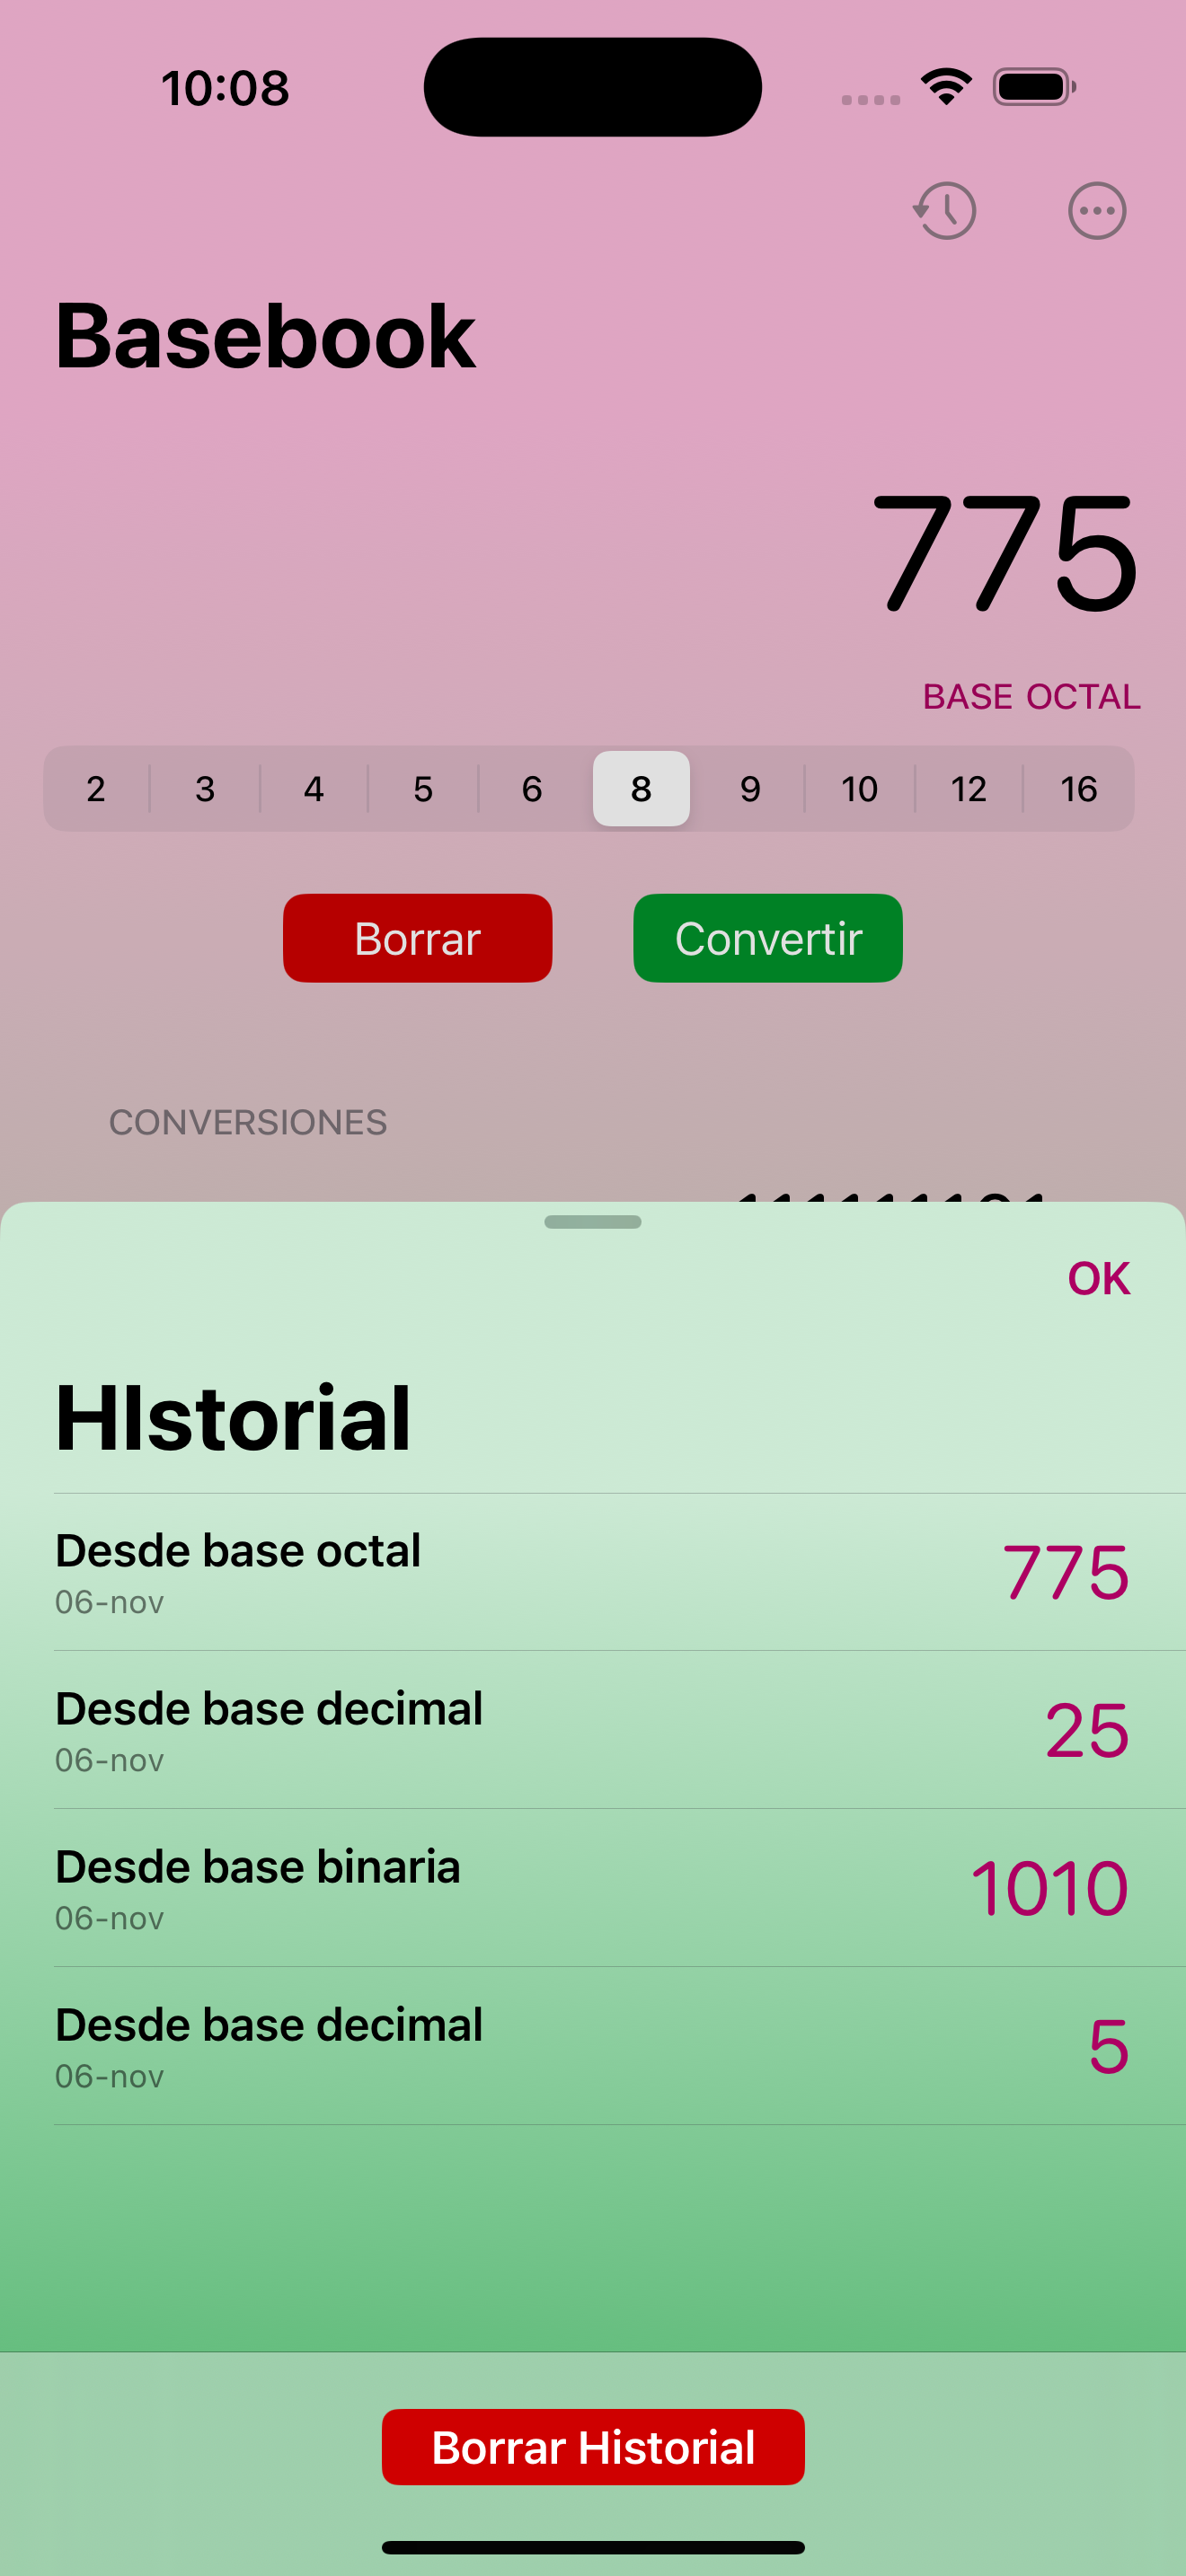 10:08
Basebook
775
BASE OCTAL
2 3 4 5 6 8 9 10 12 16
Borrar Convertir
CONVERSIONES
OK
HIstorial
Desde base octal
06-nov
775
Desde base decimal
06-nov
25
Desde base binaria
06-nov
1010
Desde base decimal
06-nov
5
Borrar Historial